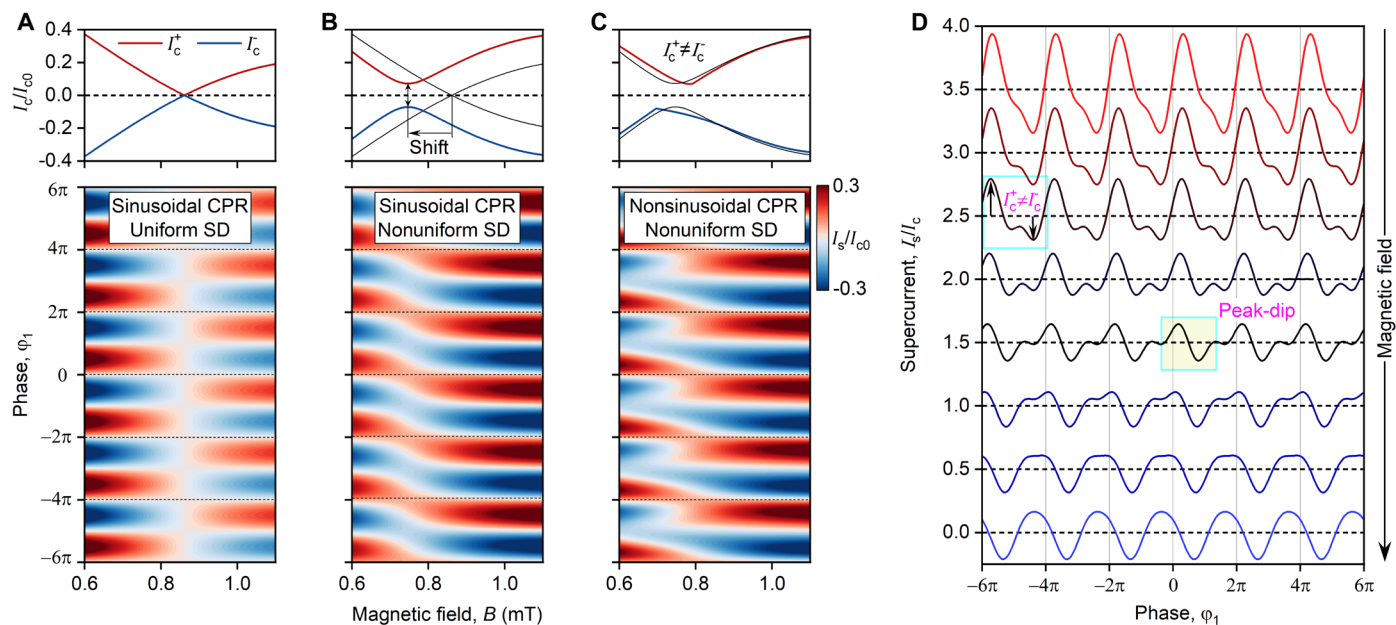 A
I_c^+ I_c^-
I_c/I_c0
0.4
0.2
0.0
-0.2
-0.4
B
Shift
C
I_c^+≠I_c^-
6π
4π
2π
0
−2π
−4π
−6π
Phase, φ₁
Sinusoidal CPR
Uniform SD
0.6 0.8 1.0
Sinusoidal CPR
Nonuniform SD
0.6 0.8 1.0
Magnetic field, B (mT)
Nonsinusoidal CPR
Nonuniform SD
0.6 0.8 1.0
0.3
I_s/I_c0
-0.3
D
4.0
3.5
3.0
2.5
2.0
1.5
1.0
0.5
0.0
Supercurrent, I_s/I_c
I_c^+≠I_c^-
Peak-dip
Magnetic field
−6π −4π −2π 0 2π 4π 6π
Phase, φ₁